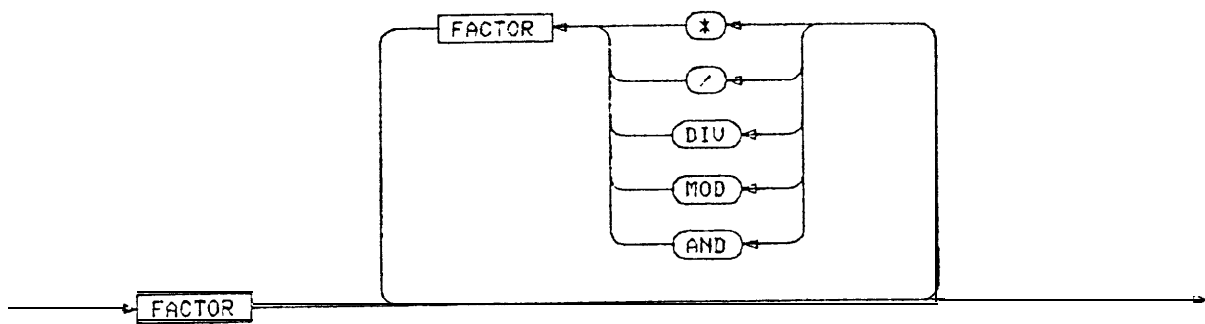 FACTOR
*
/
DIV
MOD
AND
FACTOR